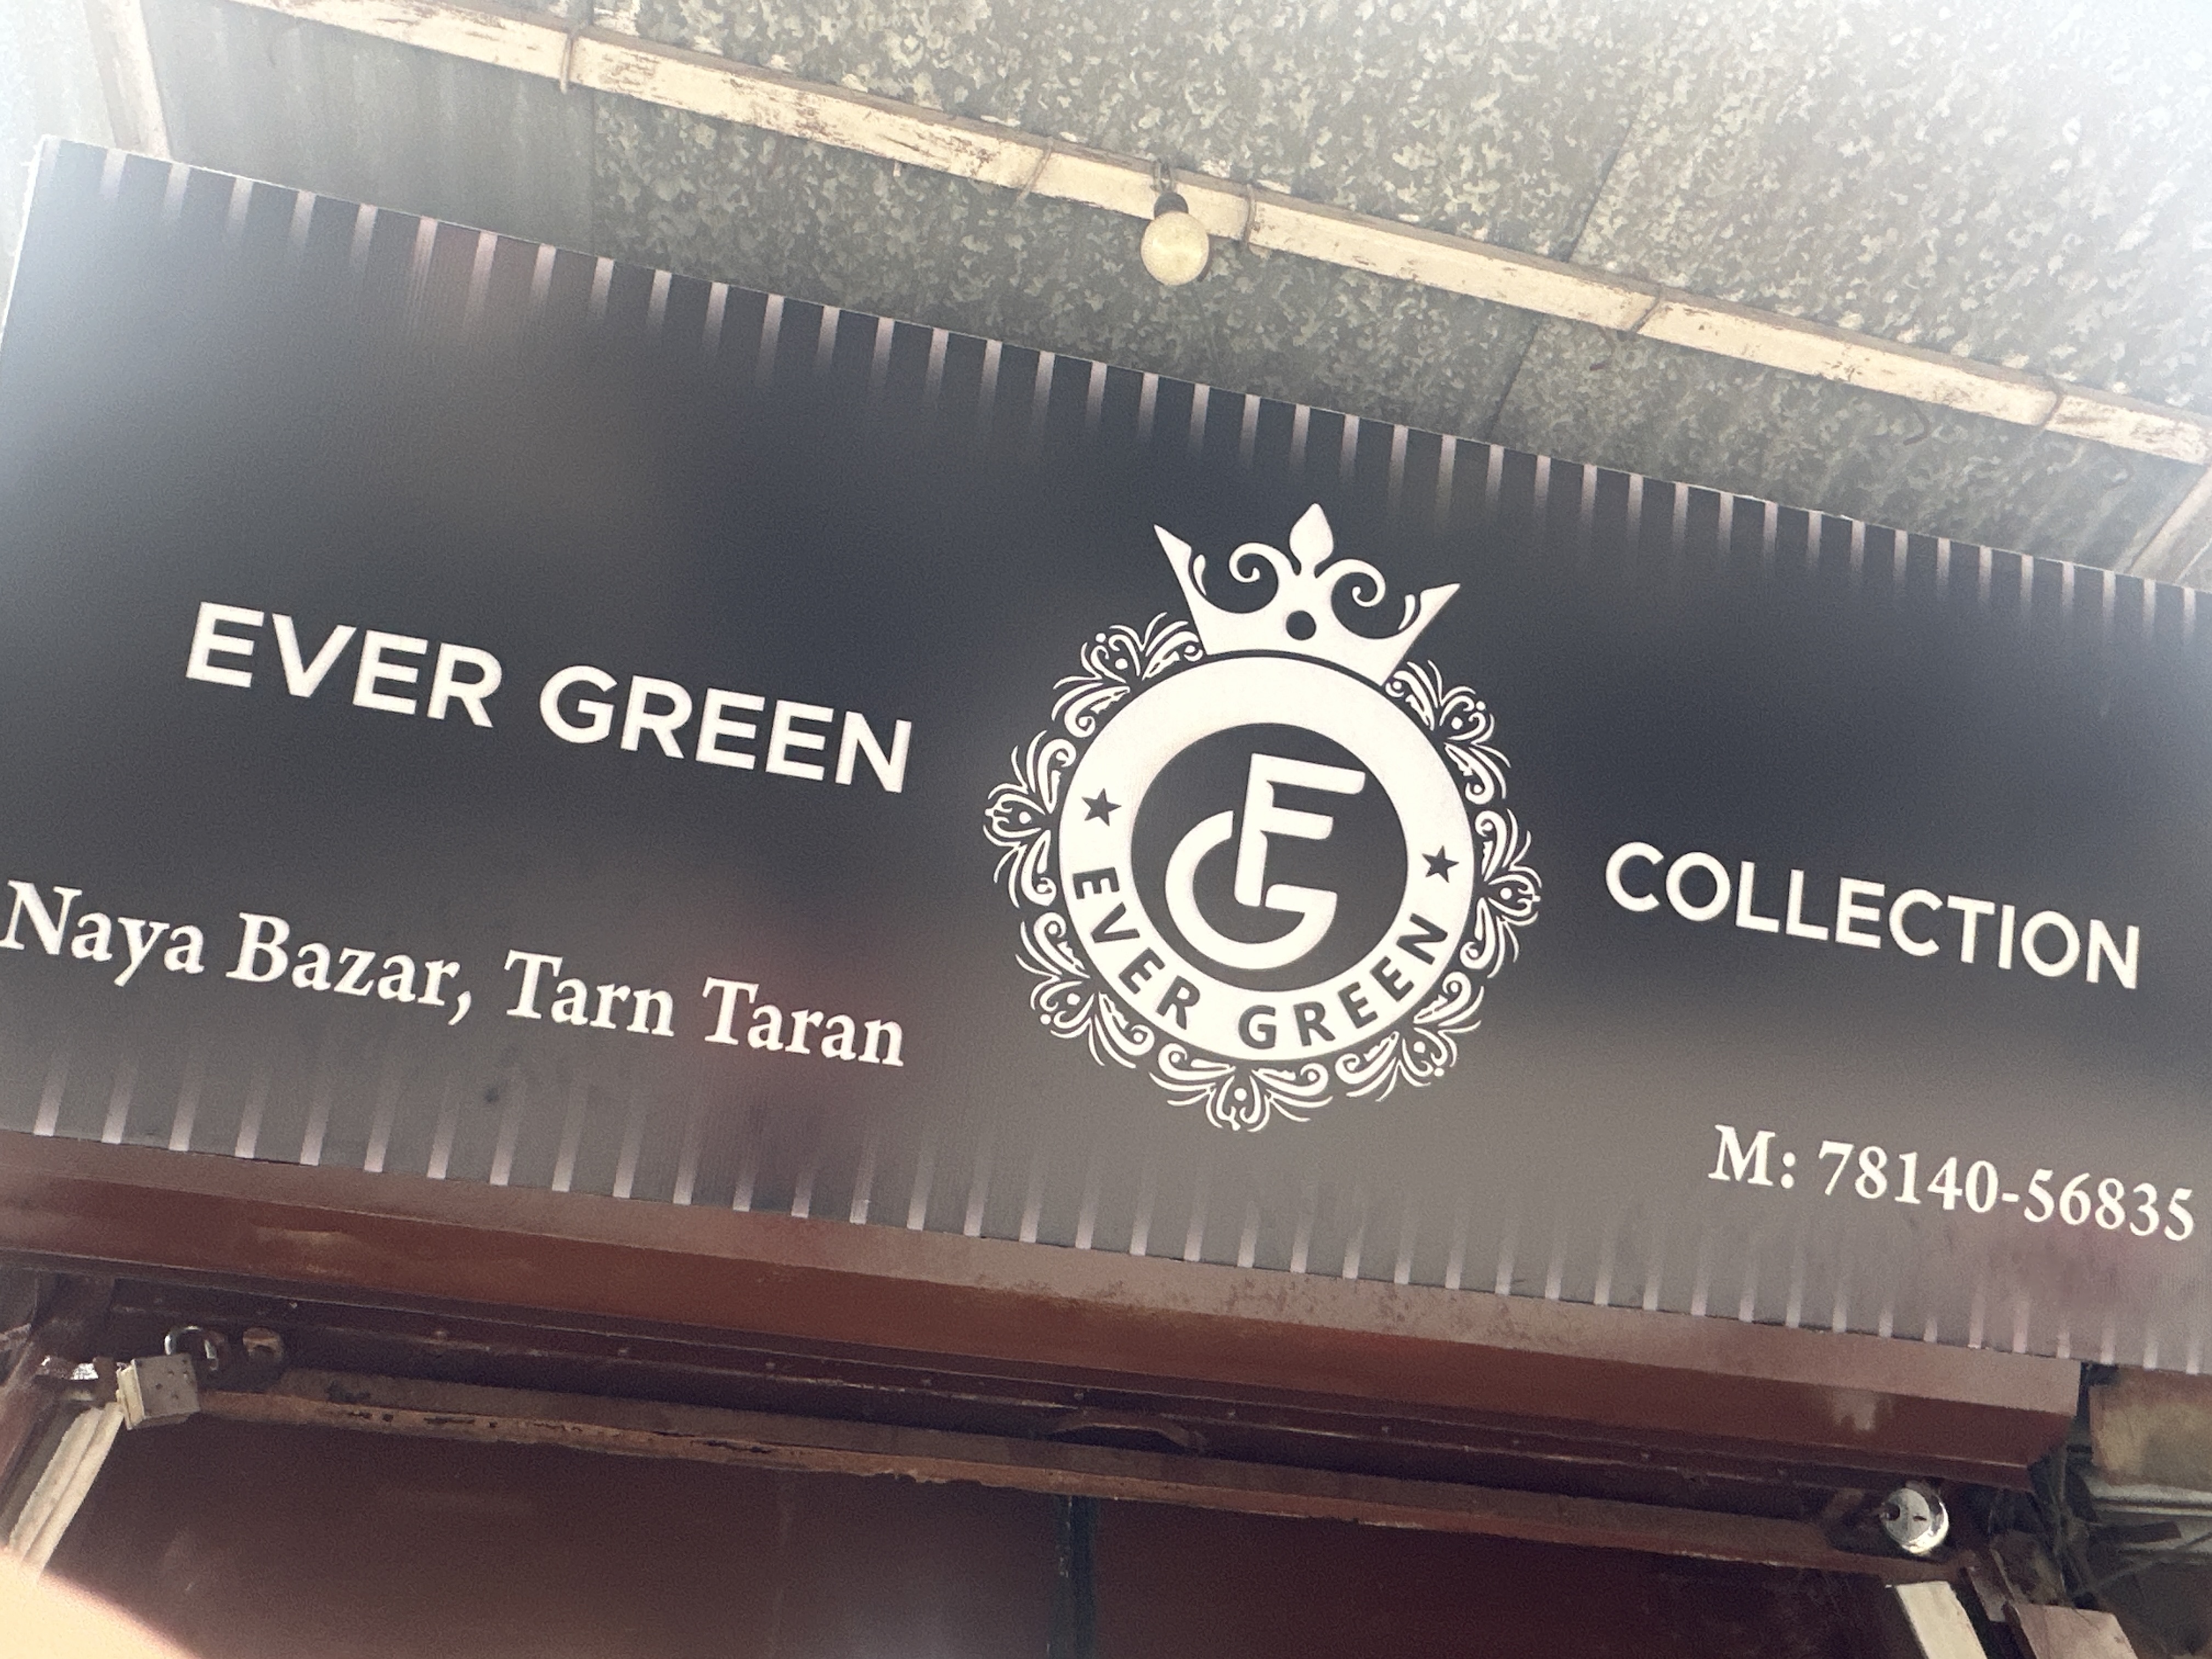 EVER GREEN
EG
EVER GREEN
COLLECTION
Naya Bazar, Tarn Taran
M: 78140-56835